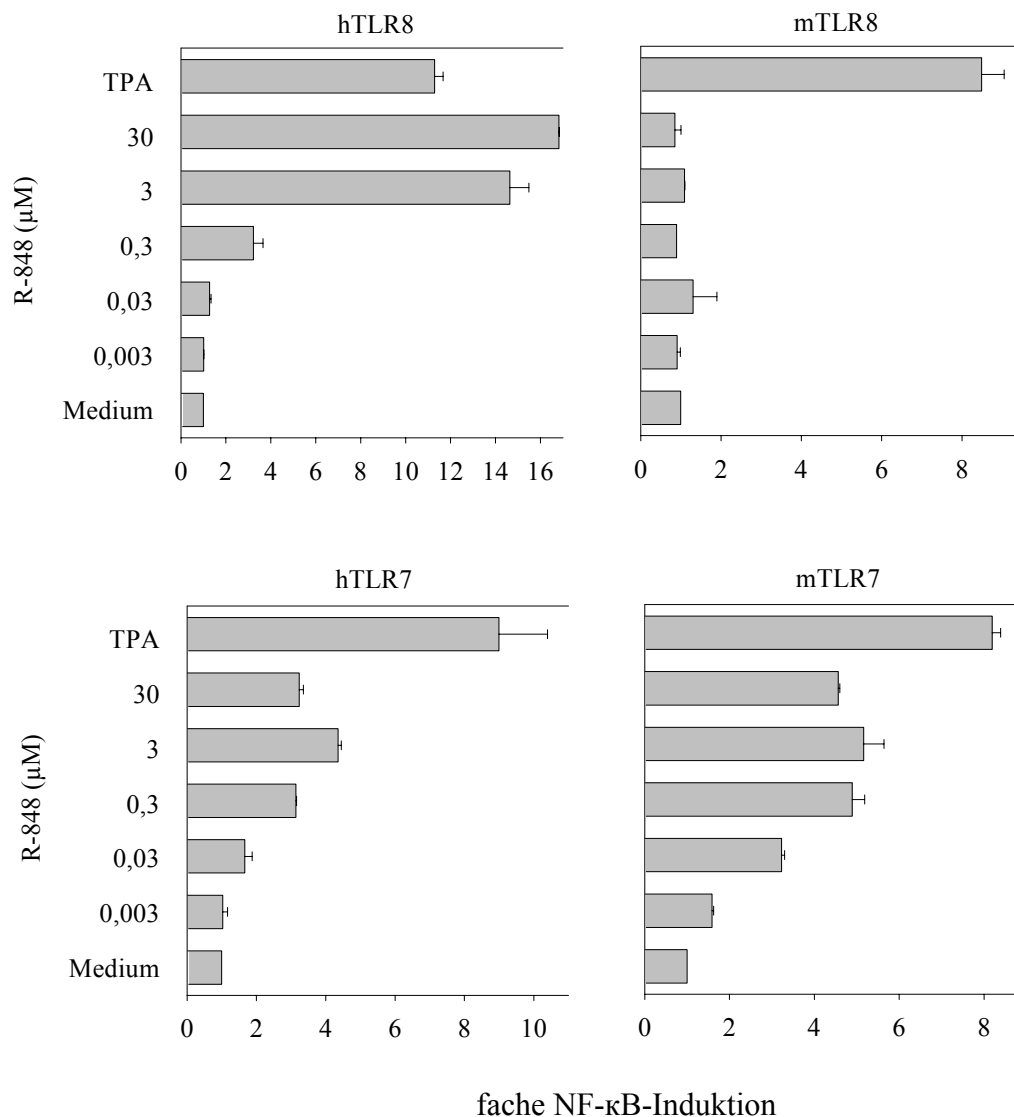 hTLR8
mTLR8
R-848 (µM)
TPA
30
3
0,3
0,03
0,003
Medium
0 2 4 6 8 10 12 14 16
0 2 4 6 8
hTLR7
mTLR7
R-848 (µM)
TPA
30
3
0,3
0,03
0,003
Medium
0 2 4 6 8 10
0 2 4 6 8
fache NF-κB-Induktion